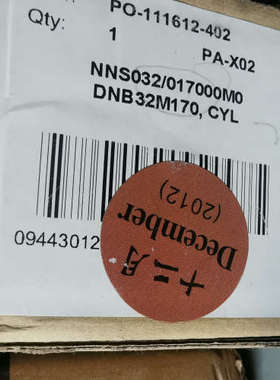 PO-111612-402
Qty:
1
PA-X02
NNS032/017000M0
DNB32M170, CYL
09443012
十二月
December
(2012)